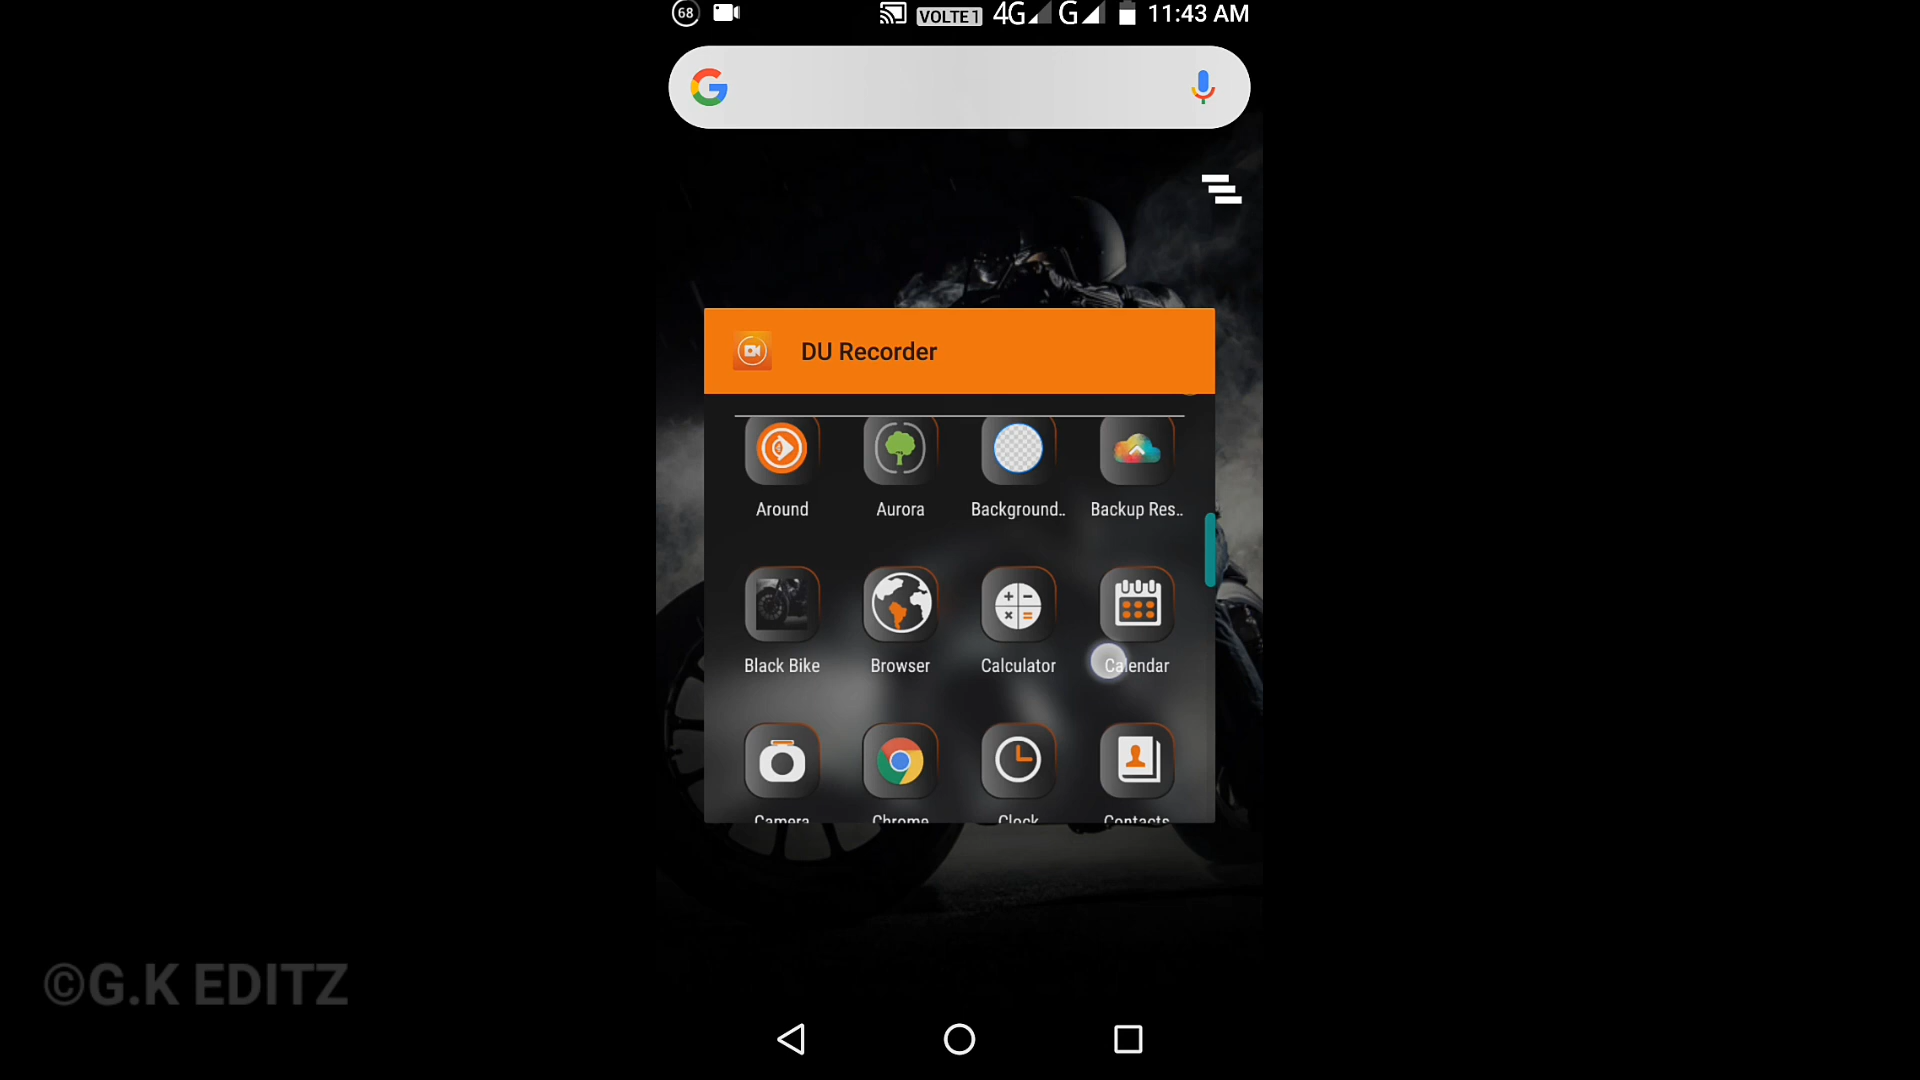 68 VOLTE 1 4G G 11:43 AM
G
DU Recorder
Around Aurora Background.. Backup Res..
Black Bike Browser Calculator Calendar
Camera Chrome Clock Contacts
©G.K EDITZ